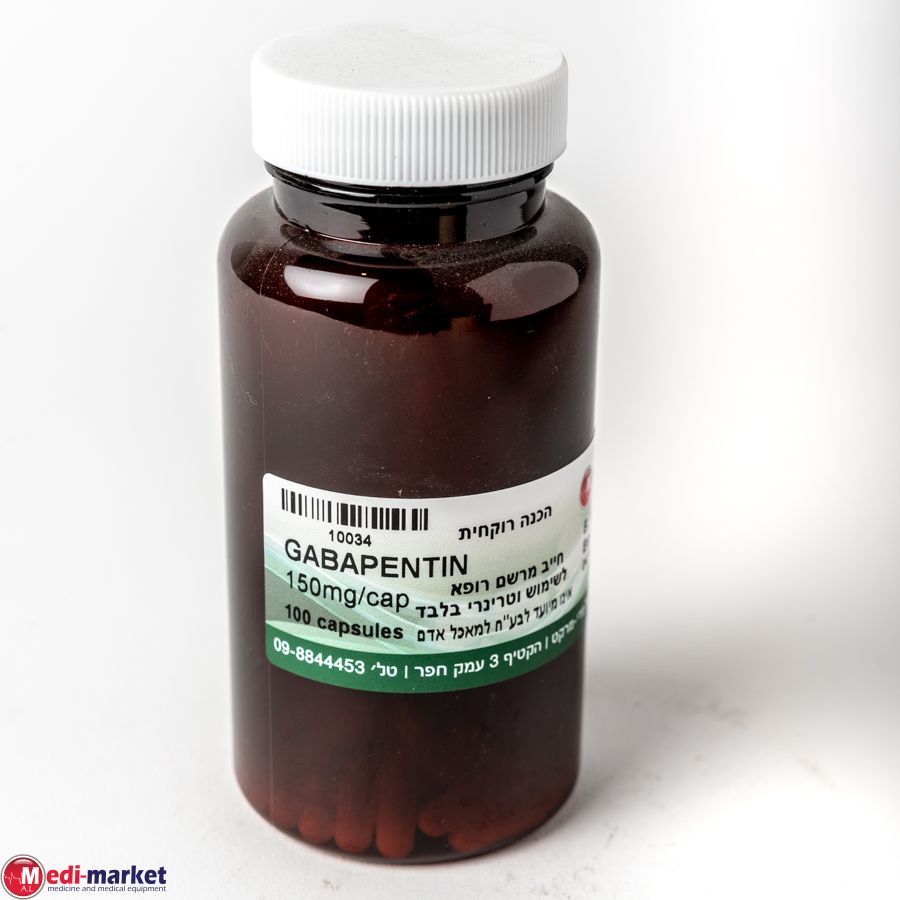 הכנה רוקחית
10034
GABAPENTIN
150mg/cap
100 capsules
חייב מרשם רופא
לשימוש וטרינרי בלבד
אינו מיועד לבע"ח למאכל אדם
הקטיף 3 עמק חפר | טל׳ 09-8844453
Medi-market
A.L
medicine and medical equipment